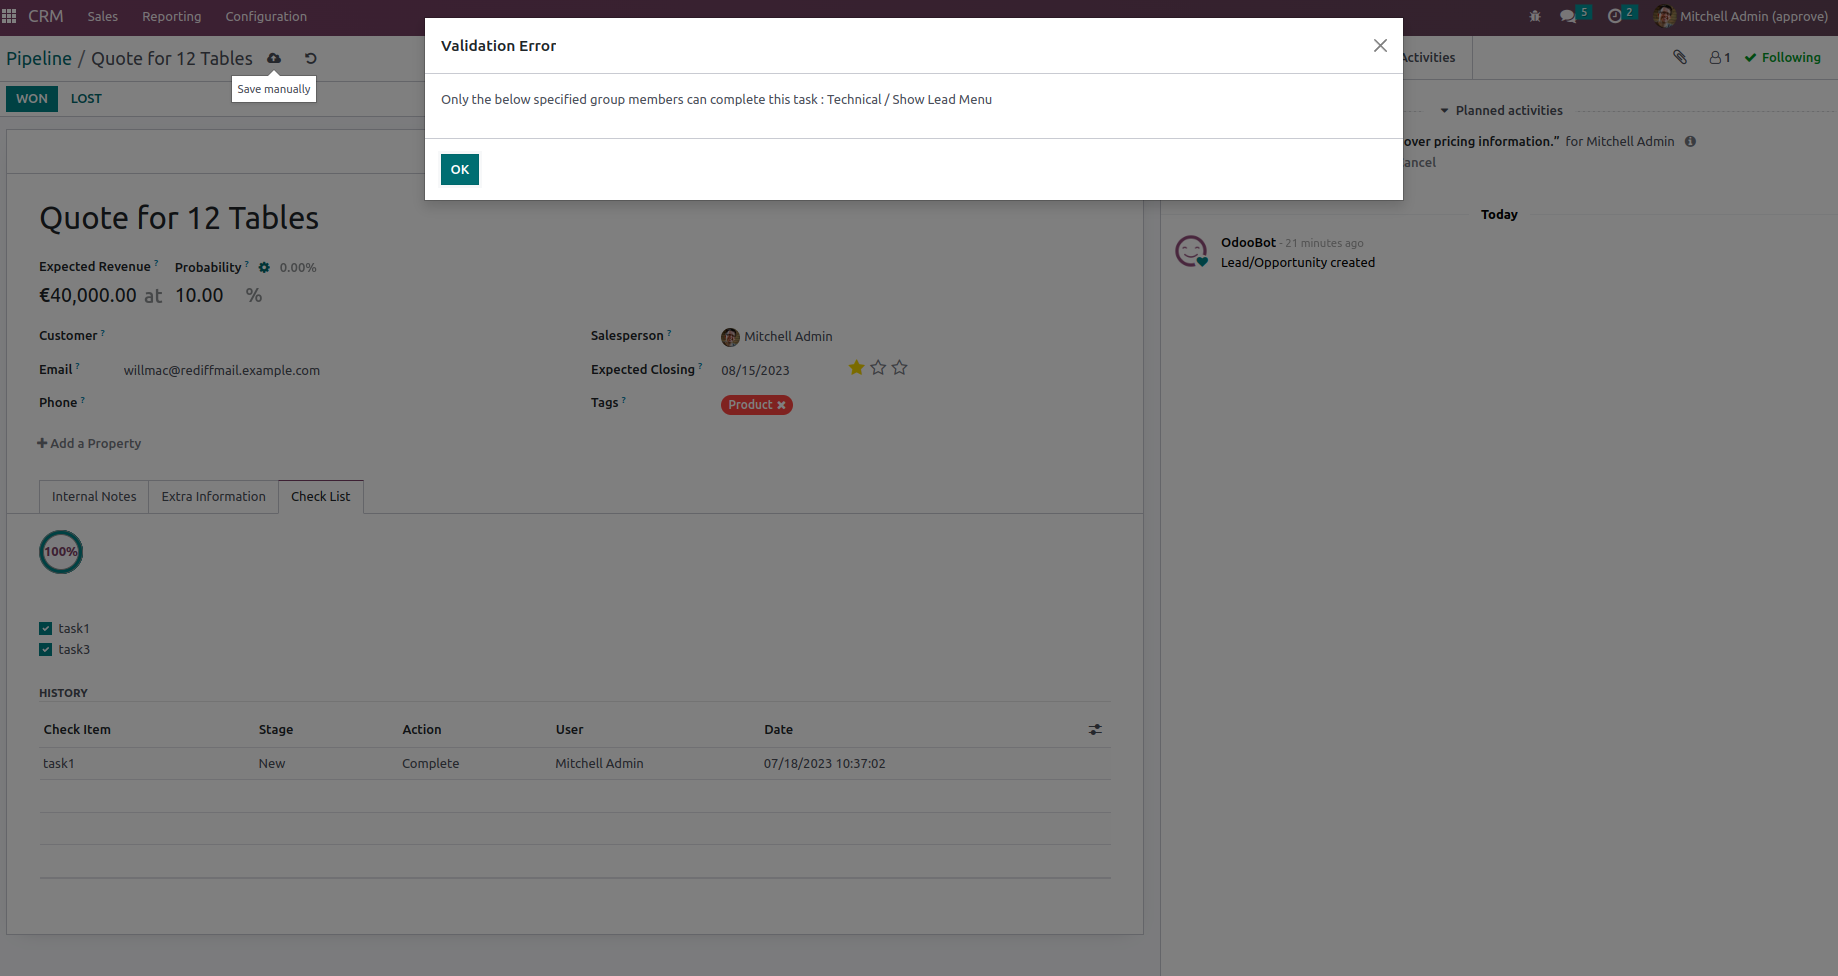 CRM Sales Reporting Configuration 5 2 Mitchell Admin (approve)
Pipeline / Quote for 12 Tables
Save manually
WON LOST
Validation Error
Only the below specified group members can complete this task : Technical / Show Lead Menu
OK
Activities 1 Following
Planned activities
over pricing information.” for Mitchell Admin
ancel
Today
OdooBot - 21 minutes ago
Lead/Opportunity created
Quote for 12 Tables
Expected Revenue ? Probability ? 0.00%
€40,000.00 at 10.00 %
Customer ?
Email ? willmac@rediffmail.example.com
Phone ?
Salesperson ? Mitchell Admin
Expected Closing ? 08/15/2023
Tags ? Product
Add a Property
Internal Notes Extra Information Check List
100%
task1
task3
HISTORY
Check Item Stage Action User Date
task1 New Complete Mitchell Admin 07/18/2023 10:37:02